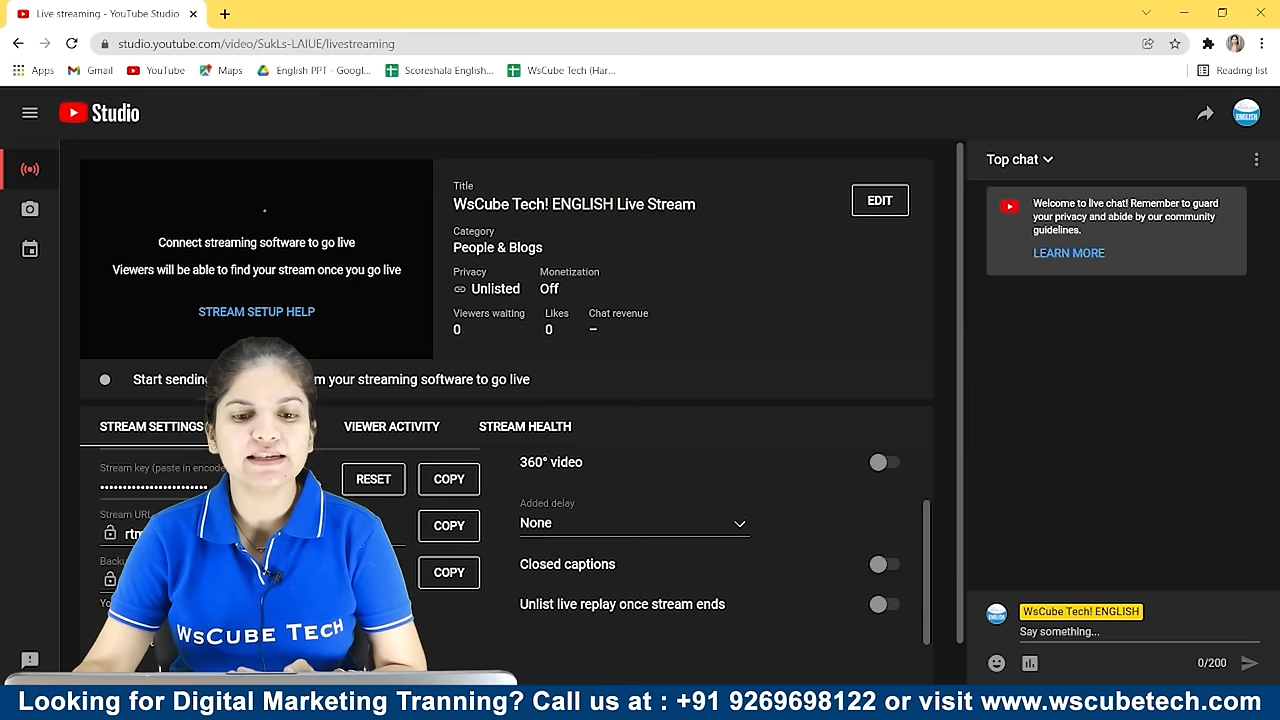 Live streaming - YouTube Studio
studio.youtube.com/video/SukLs-LAIUE/livestreaming
Apps
Gmail
YouTube
Maps
English PPT - Googl...
Scoreshala English...
WsCube Tech (Har...
Reading list
Studio
ENGLISH
Connect streaming software to go live
Viewers will be able to find your stream once you go live
STREAM SETUP HELP
Title
WsCube Tech! ENGLISH Live Stream
EDIT
Category
People & Blogs
Privacy
Monetization
Unlisted
Off
Viewers waiting
Likes
Chat revenue
0
0
–
Start sendin
m your streaming software to go live
STREAM SETTINGS
VIEWER ACTIVITY
STREAM HEALTH
Stream key (paste in encode
RESET
COPY
Stream URL
rtm
COPY
Backu
COPY
Yo
360° video
Added delay
None
Closed captions
Unlist live replay once stream ends
Top chat
Welcome to live chat! Remember to guard
your privacy and abide by our community
guidelines.
LEARN MORE
WsCube Tech! ENGLISH
Say something...
0/200
WsCube Tech
Looking for Digital Marketing Tranning? Call us at : +91 9269698122 or visit www.wscubetech.com